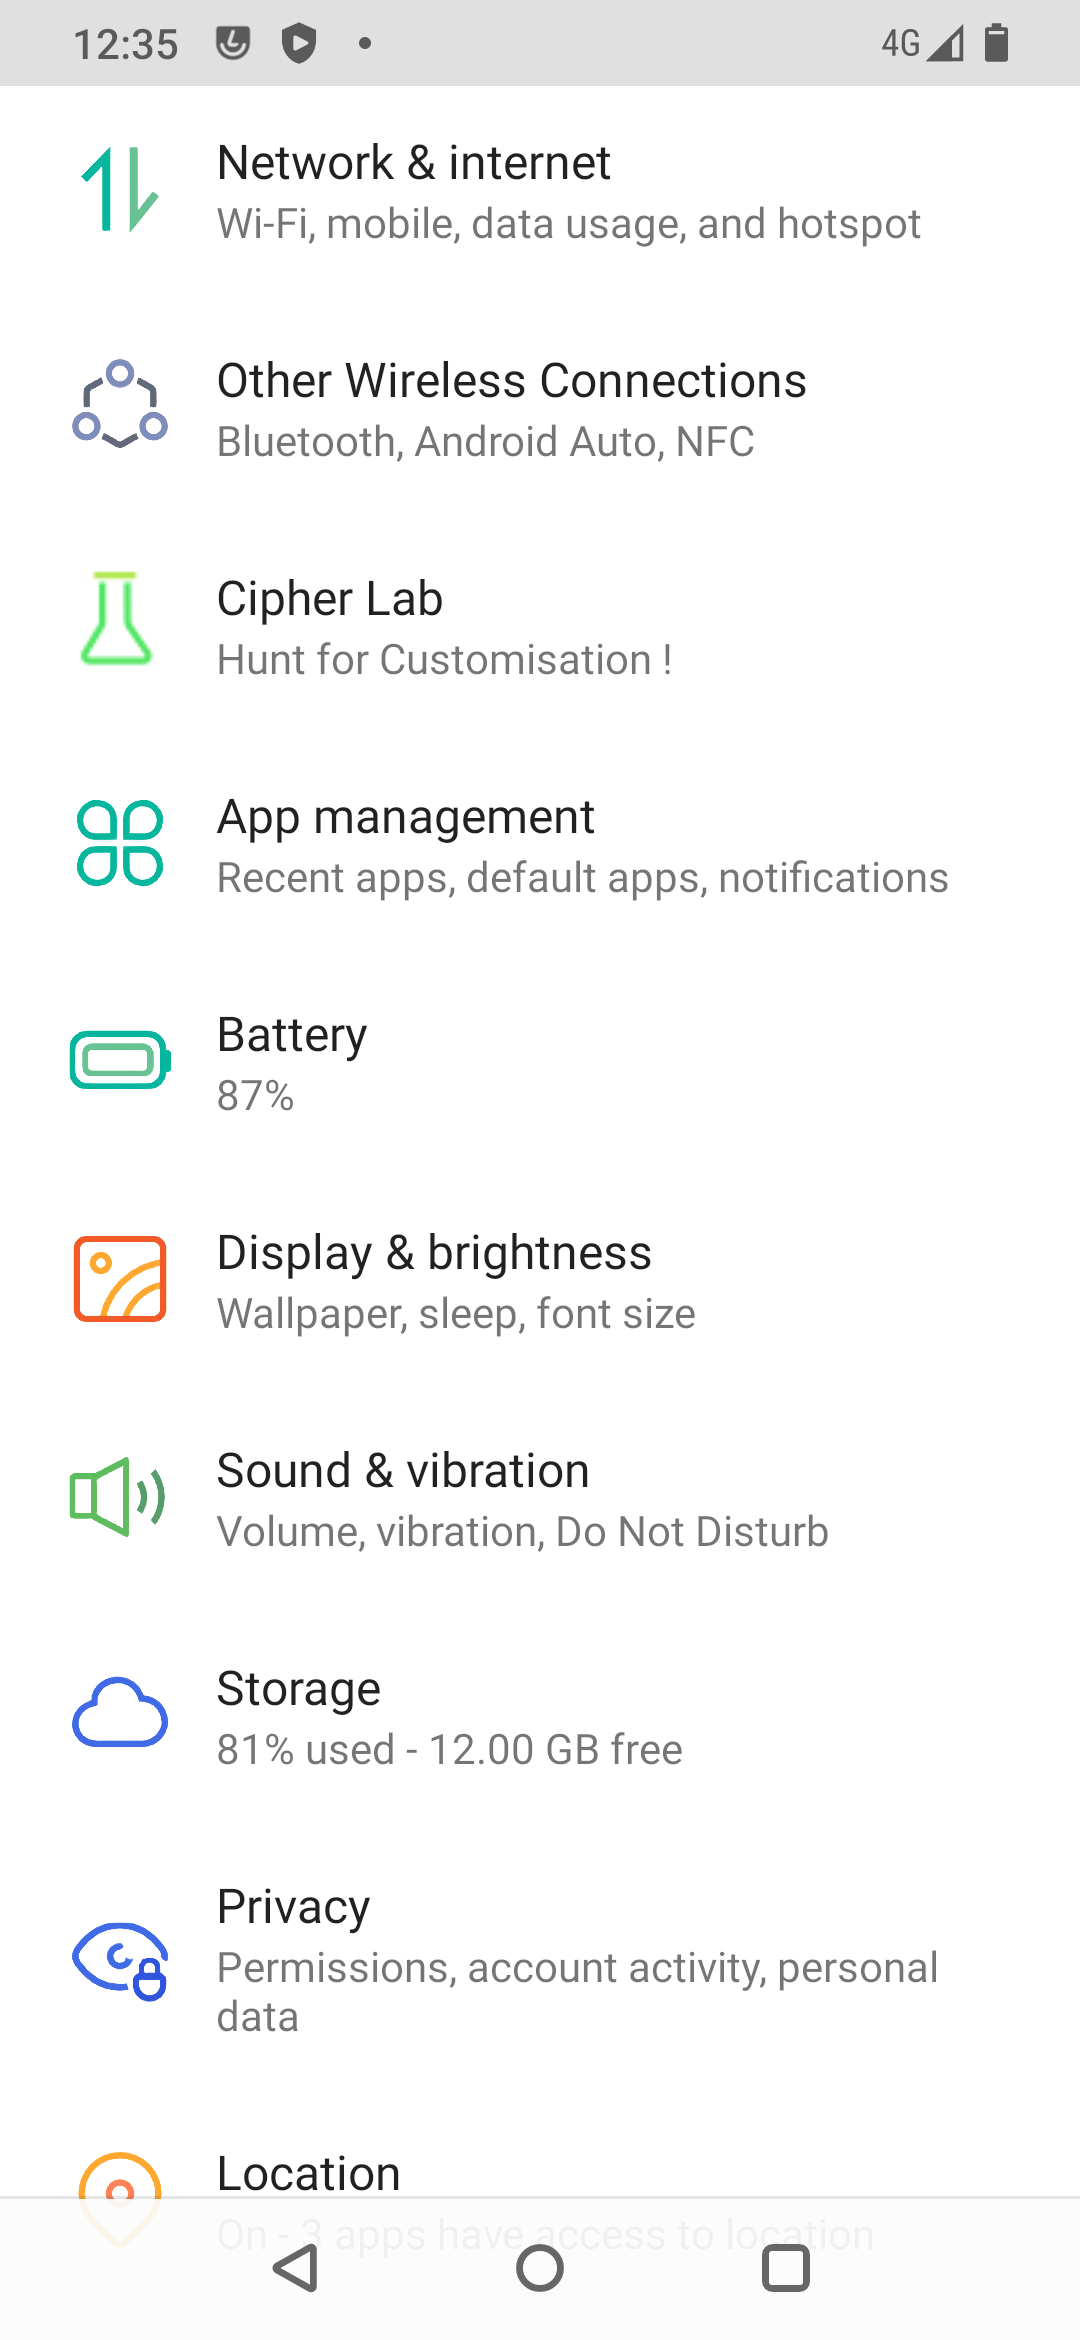 12:35
4G
Network & internet
Wi-Fi, mobile, data usage, and hotspot
Other Wireless Connections
Bluetooth, Android Auto, NFC
Cipher Lab
Hunt for Customisation !
App management
Recent apps, default apps, notifications
Battery
87%
Display & brightness
Wallpaper, sleep, font size
Sound & vibration
Volume, vibration, Do Not Disturb
Storage
81% used - 12.00 GB free
Privacy
Permissions, account activity, personal
data
Location
On - 3 apps have access to location